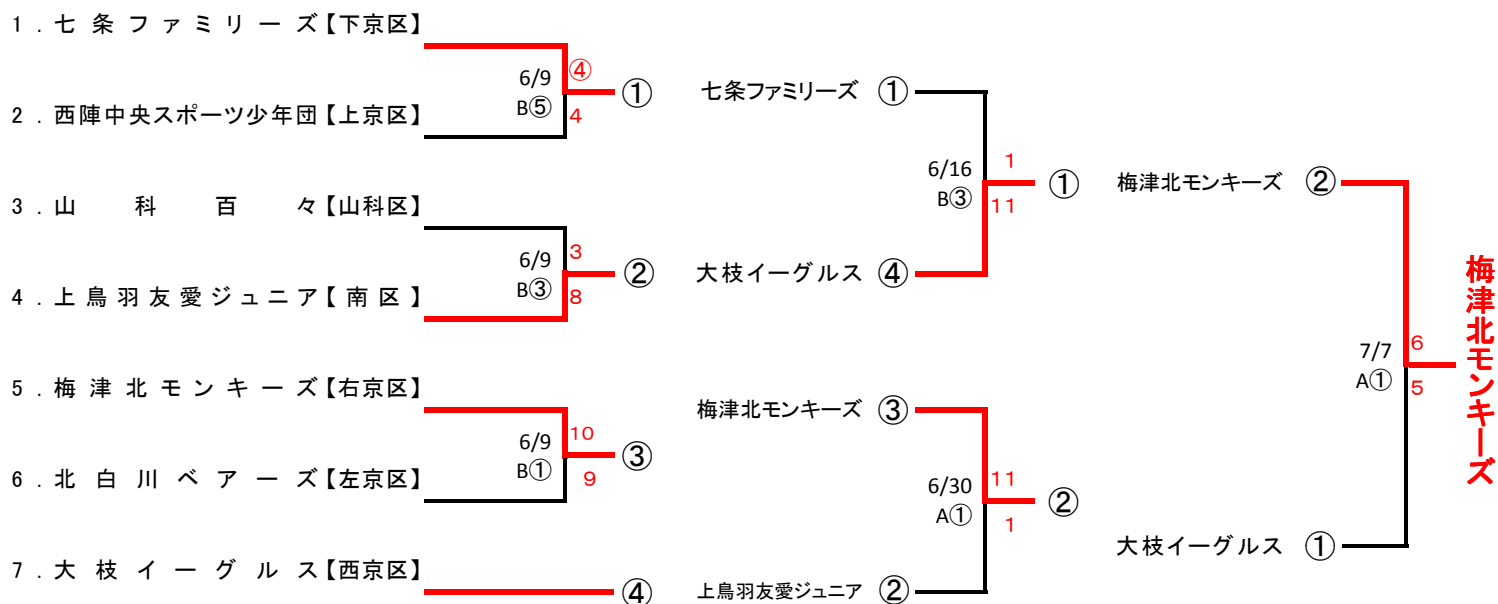 1．七条ファミリーズ【下京区】
6/9
④
B⑤
4
①
2．西陣中央スポーツ少年団【上京区】
3．山科百々【山科区】
6/9
3
B③
8
②
4．上鳥羽友愛ジュニア【南区】
5．梅津北モンキーズ【右京区】
6/9
10
B①
9
③
6．北白川ベアーズ【左京区】
7．大枝イーグルス【西京区】
④
七条ファミリーズ ①
6/16
1
B③
11
①
大枝イーグルス ④
梅津北モンキーズ ③
6/30
11
A①
1
②
上鳥羽友愛ジュニア ②
梅津北モンキーズ ②
7/7
6
A①
5
大枝イーグルス ①
梅津北モンキーズ